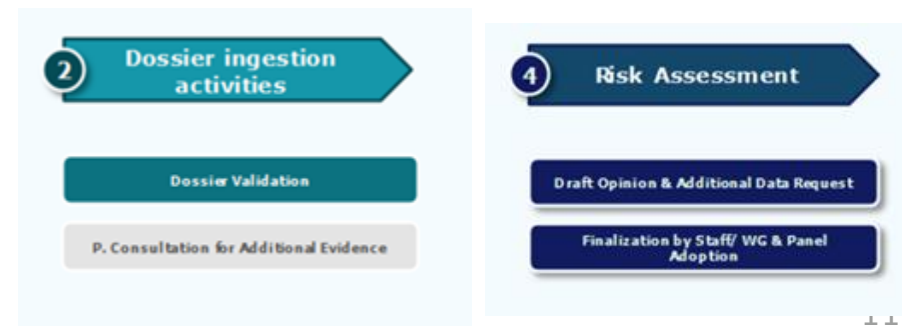 2
Dossier ingestion
activities
Dossier Validation
P. Consultation for Additional Evidence
4
Risk Assessment
Draft Opinion & Additional Data Request
Finalization by Staff/ WG & Panel
Adoption